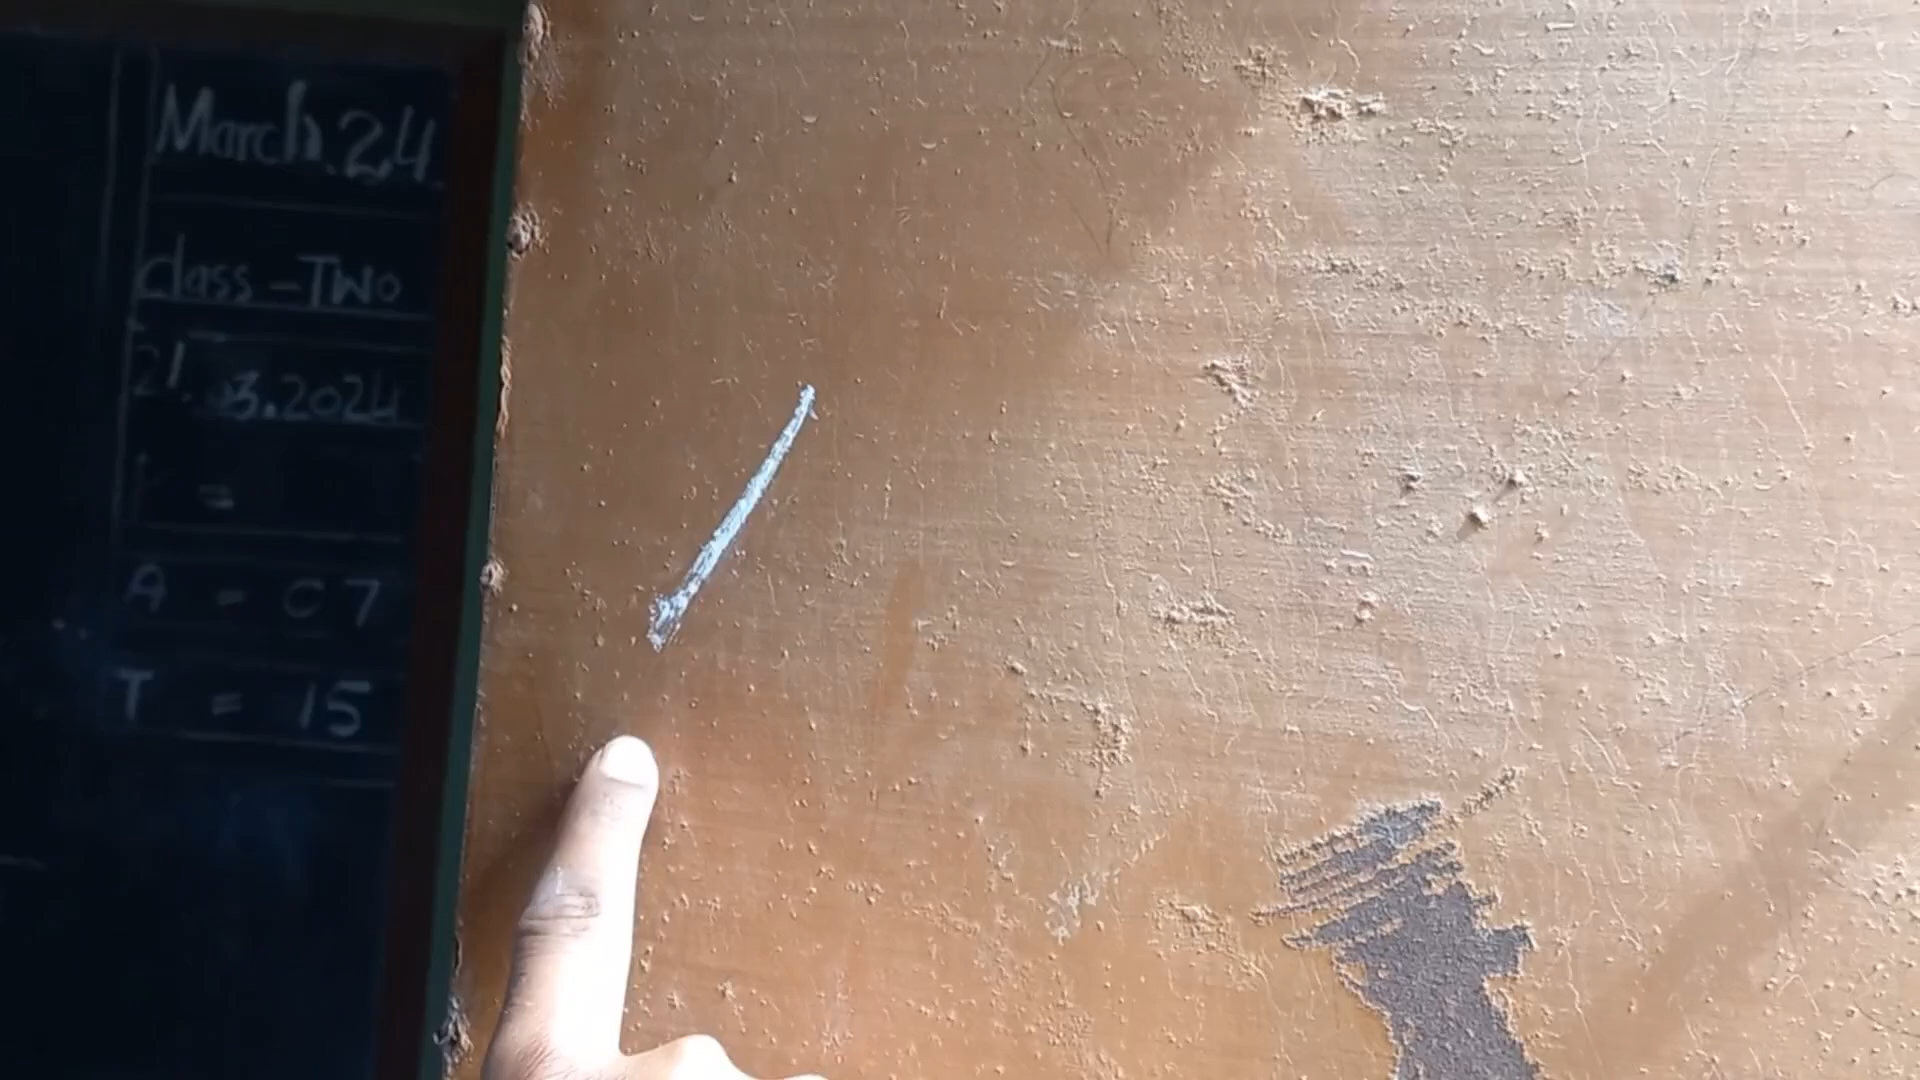 March 24
class - Two
21.03.2024
=
A = 07
T = 15